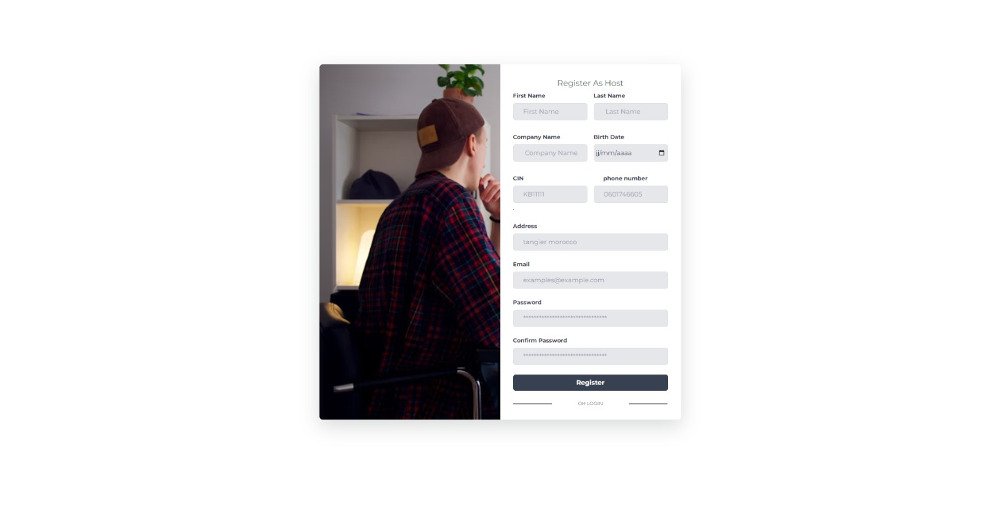 Register As Host
First Name Last Name
First Name Last Name
Company Name Birth Date
Company Name jj/mm/aaaa
CIN phone number
KB11111 0601746605
.
Address
tangier morocco
Email
examples@example.com
Password
********************************
Confirm Password
********************************
Register
OR LOGIN